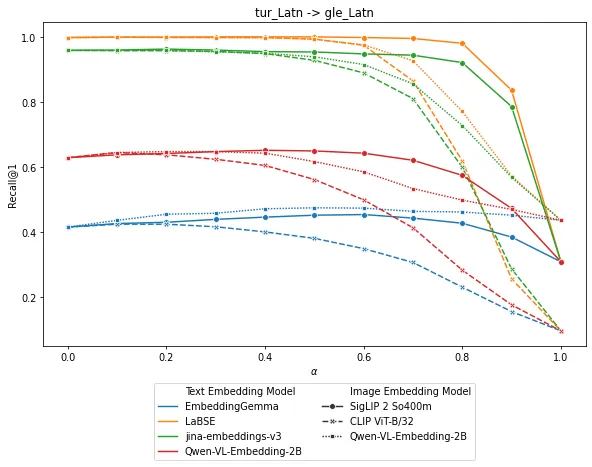 tur_Latn -> gle_Latn
Recall@1
1.0
0.8
0.6
0.4
0.2
0.0
0.2
0.4
0.6
0.8
1.0
α
Text Embedding Model
EmbeddingGemma
LaBSE
jina-embeddings-v3
Qwen-VL-Embedding-2B
Image Embedding Model
SigLIP 2 So400m
CLIP ViT-B/32
Qwen-VL-Embedding-2B